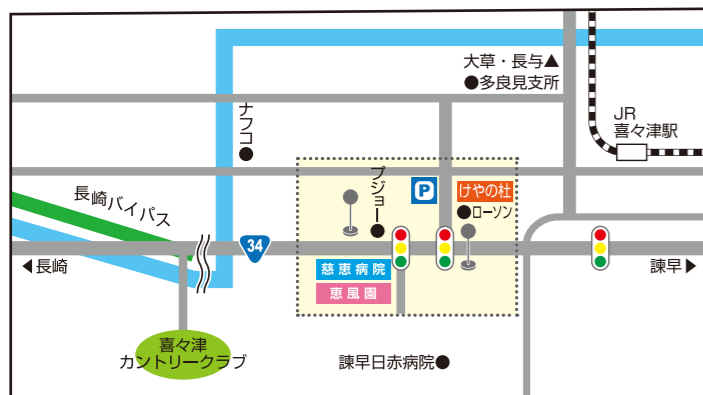 大草・長与▲
●多良見支所
JR
喜々津駅
ナフコ●
プジョー●
P
けやの杜
●ローソン
長崎バイパス
34
◀長崎
諫早▶
慈恵病院
恵風園
喜々津
カントリークラブ
諫早日赤病院●